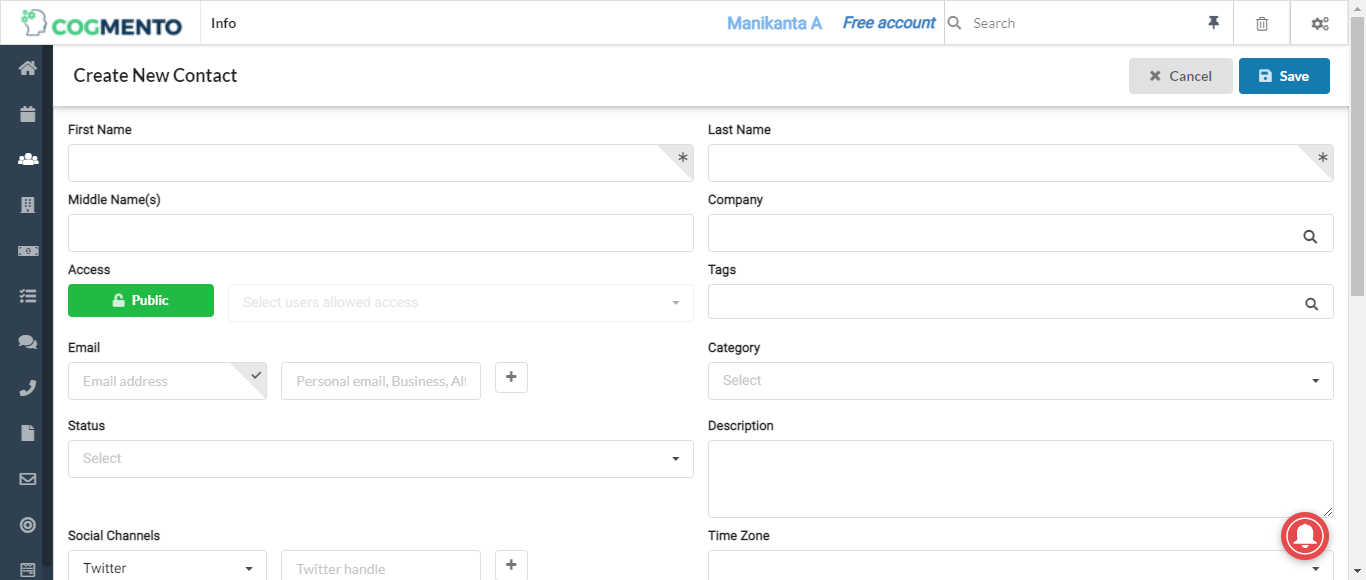 COGMENTO Info Manikanta A Free account Search
Create New Contact Cancel Save
First Name Last Name
* *
Middle Name(s) Company
Access Tags
Public Select users allowed access
Email Category
Email address Personal email, Business, Alt Select
Status Description
Select
Social Channels Time Zone
Twitter Twitter handle